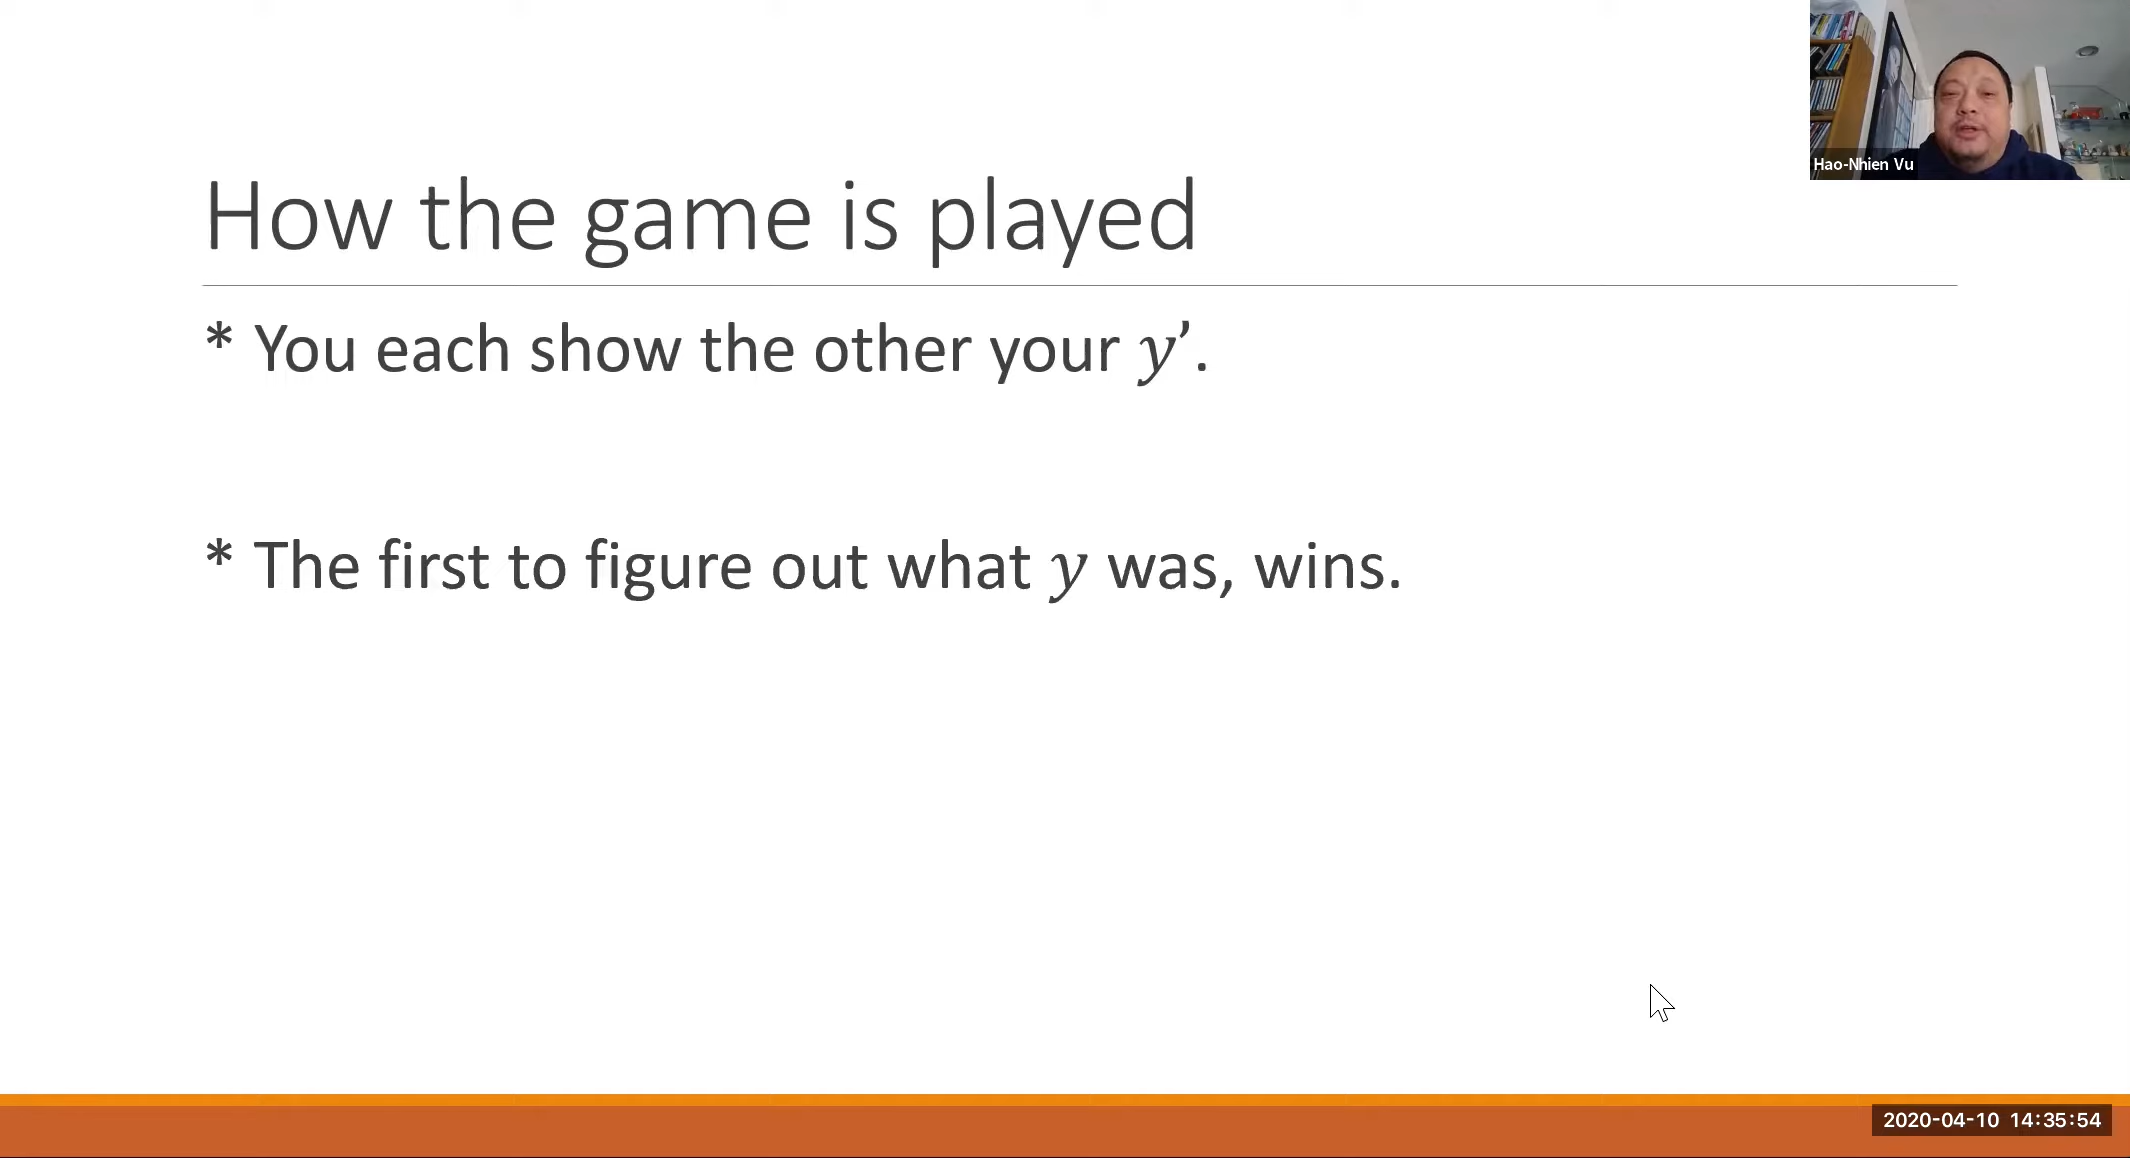 Hao-Nhien Vu
How the game is played
* You each show the other your y’.
* The first to figure out what y was, wins.
2020-04-10 14:35:54